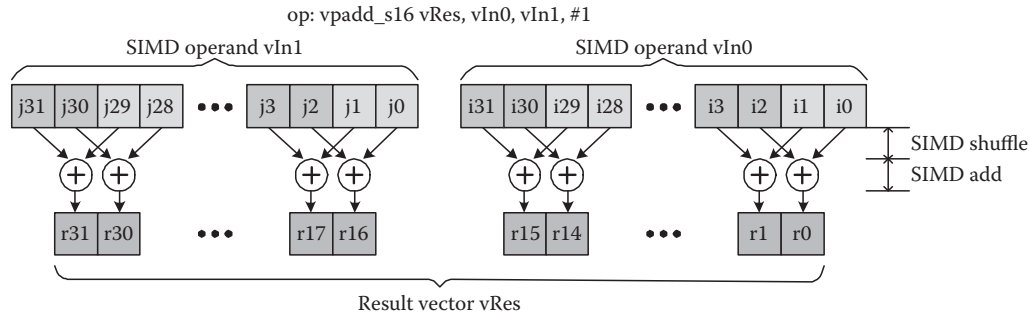 op: vpadd_s16 vRes, vIn0, vIn1, #1
SIMD operand vIn1
SIMD operand vIn0
j31 j30 j29 j28 ••• j3 j2 j1 j0
i31 i30 i29 i28 ••• i3 i2 i1 i0
SIMD shuffle
+ + + + + + + +
SIMD add
r31 r30 ••• r17 r16 r15 r14 ••• r1 r0
Result vector vRes